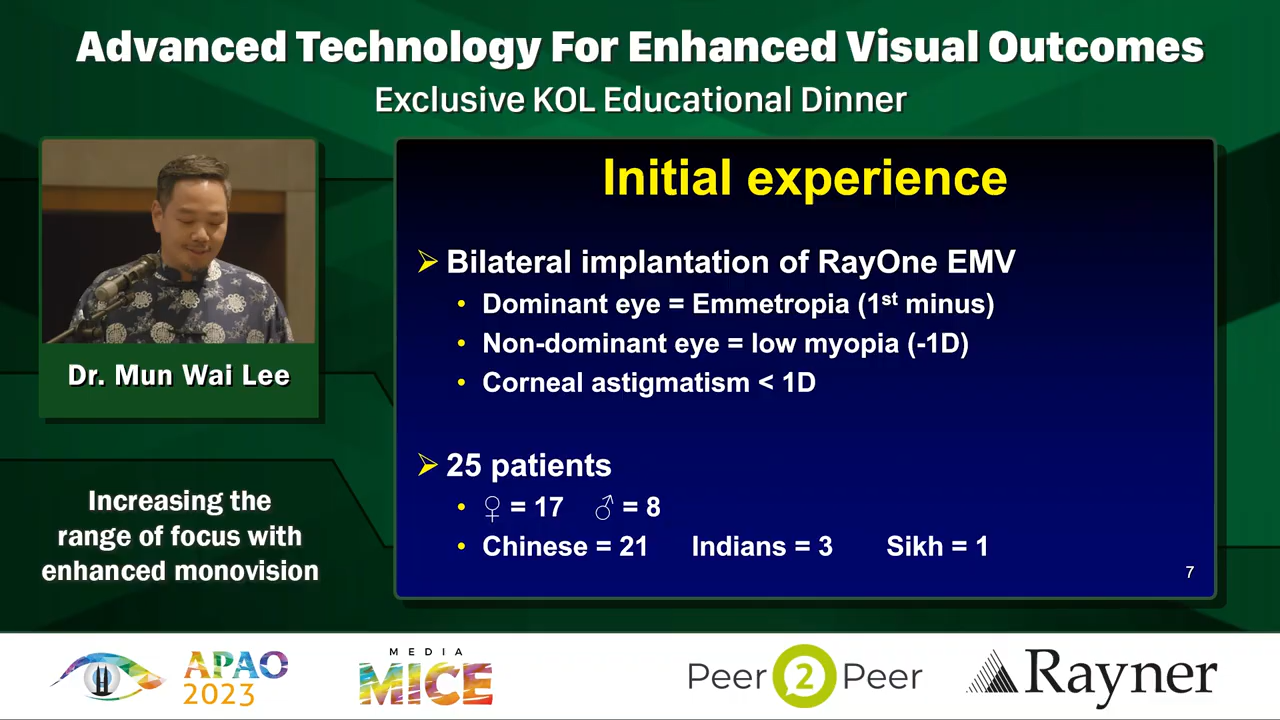 Advanced Technology For Enhanced Visual Outcomes
Exclusive KOL Educational Dinner
Dr. Mun Wai Lee
Increasing the
range of focus with
enhanced monovision
Initial experience
➢ Bilateral implantation of RayOne EMV
• Dominant eye = Emmetropia (1st minus)
• Non-dominant eye = low myopia (-1D)
• Corneal astigmatism < 1D
➢ 25 patients
• ♀ = 17 ♂ = 8
• Chinese = 21 Indians = 3 Sikh = 1
7
APAO
2023
MEDIA
MICE
Peer 2 Peer
Rayner